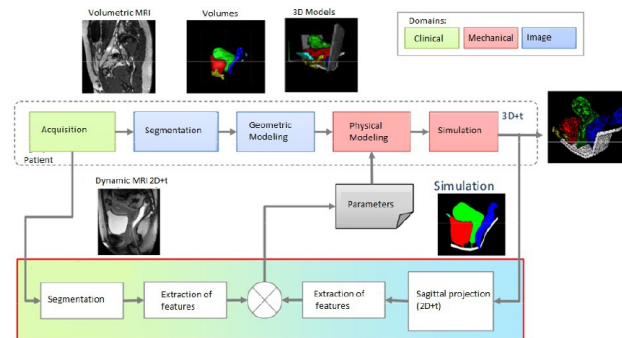 Volumetric MRI
Volumes
3D Models
Domains:
Clinical
Mechanical
Image
Acquisition
Segmentation
Geometric
Modeling
Physical
Modeling
Simulation
3D+t
Patient
Dynamic MRI 2D+t
Parameters
Simulation
Segmentation
Extraction of
features
Extraction of
features
Sagittal projection
(2D+t)